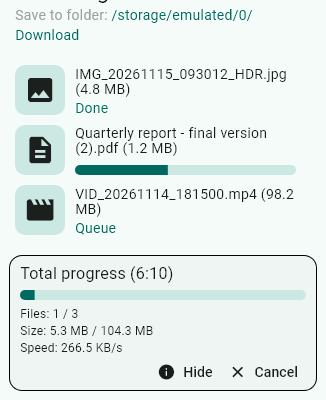 Save to folder: /storage/emulated/0/
Download
IMG_20261115_093012_HDR.jpg
(4.8 MB)
Done
Quarterly report - final version
(2).pdf (1.2 MB)
VID_20261114_181500.mp4 (98.2
MB)
Queue
Total progress (6:10)
Files: 1 / 3
Size: 5.3 MB / 104.3 MB
Speed: 266.5 KB/s
Hide Cancel